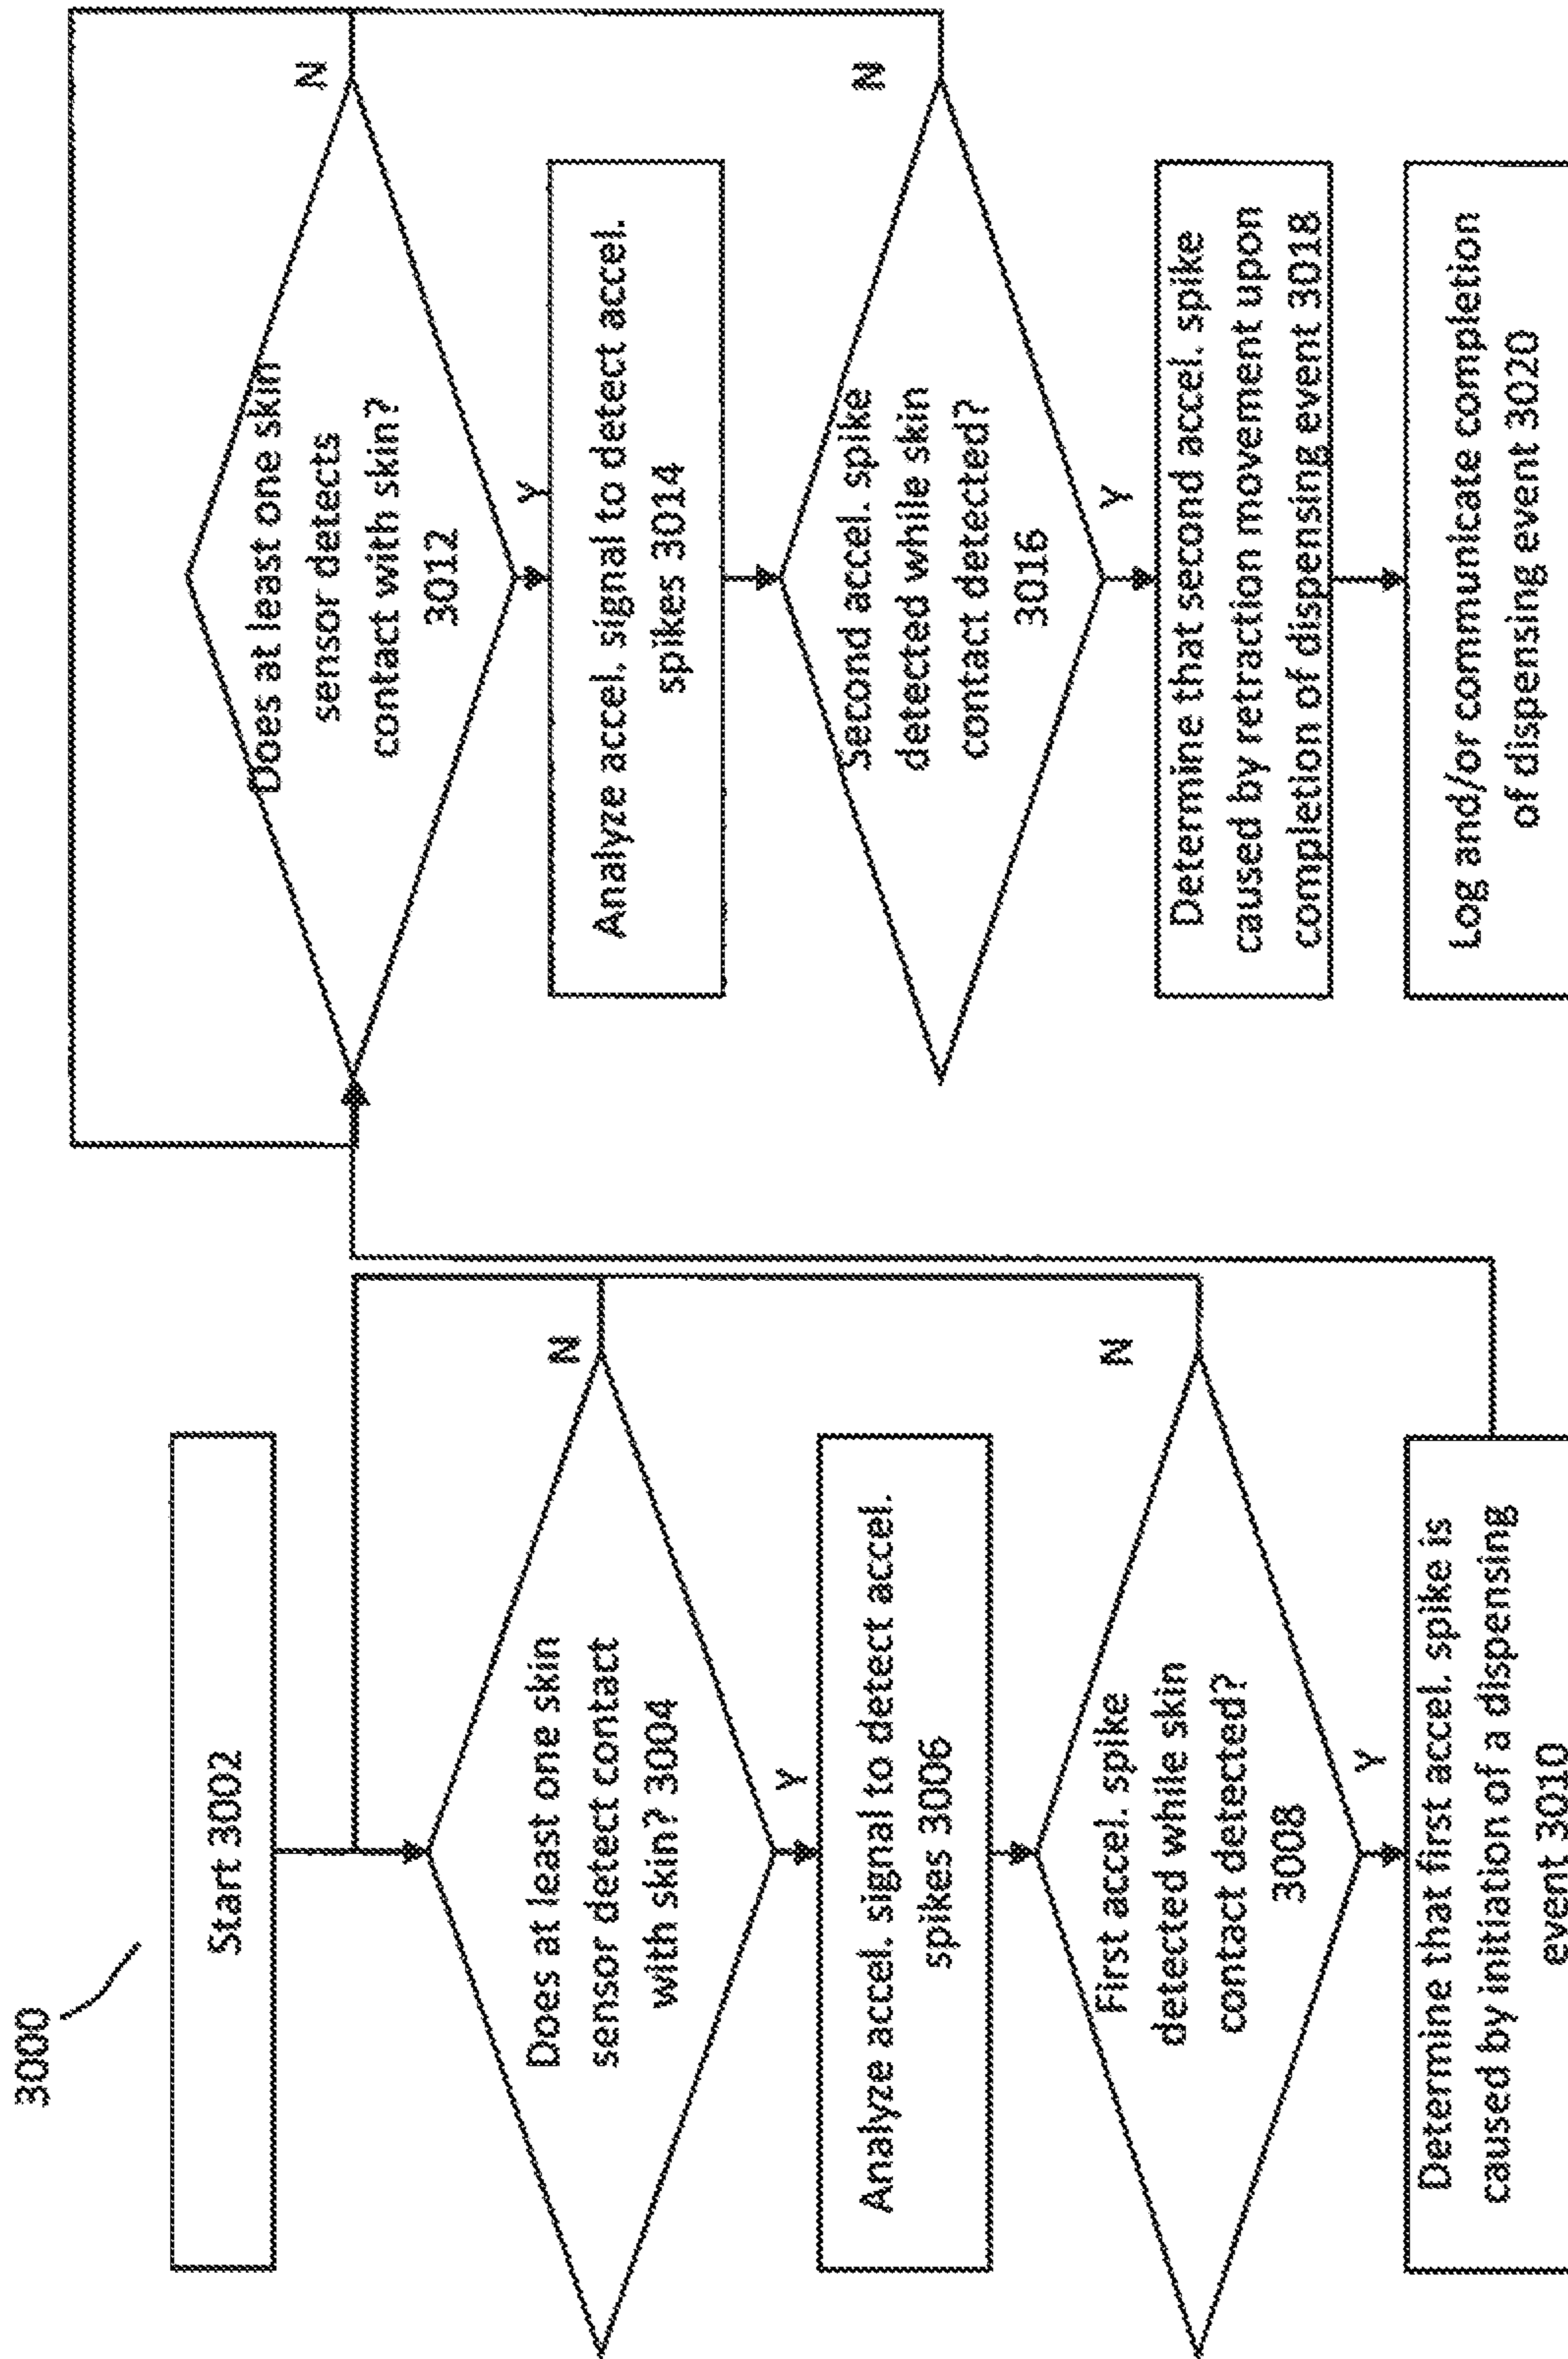 3000
Start 3002
Does at least one skin
sensor detect contact
with skin? 3004
N
Y
Analyze accel. signal to detect accel.
spikes 3006
First accel. spike
detected while skin
contact detected?
3008
N
Y
Determine that first accel. spike is
caused by initiation of a dispensing
event 3010
Does at least one skin
sensor detects
contact with skin?
3012
N
Y
Analyze accel. signal to detect accel.
spikes 3014
Second accel. spike
detected while skin
contact detected?
3016
N
Y
Determine that second accel. spike
caused by retraction movement upon
completion of dispensing event 3018
Log and/or communicate completion
of dispensing event 3020